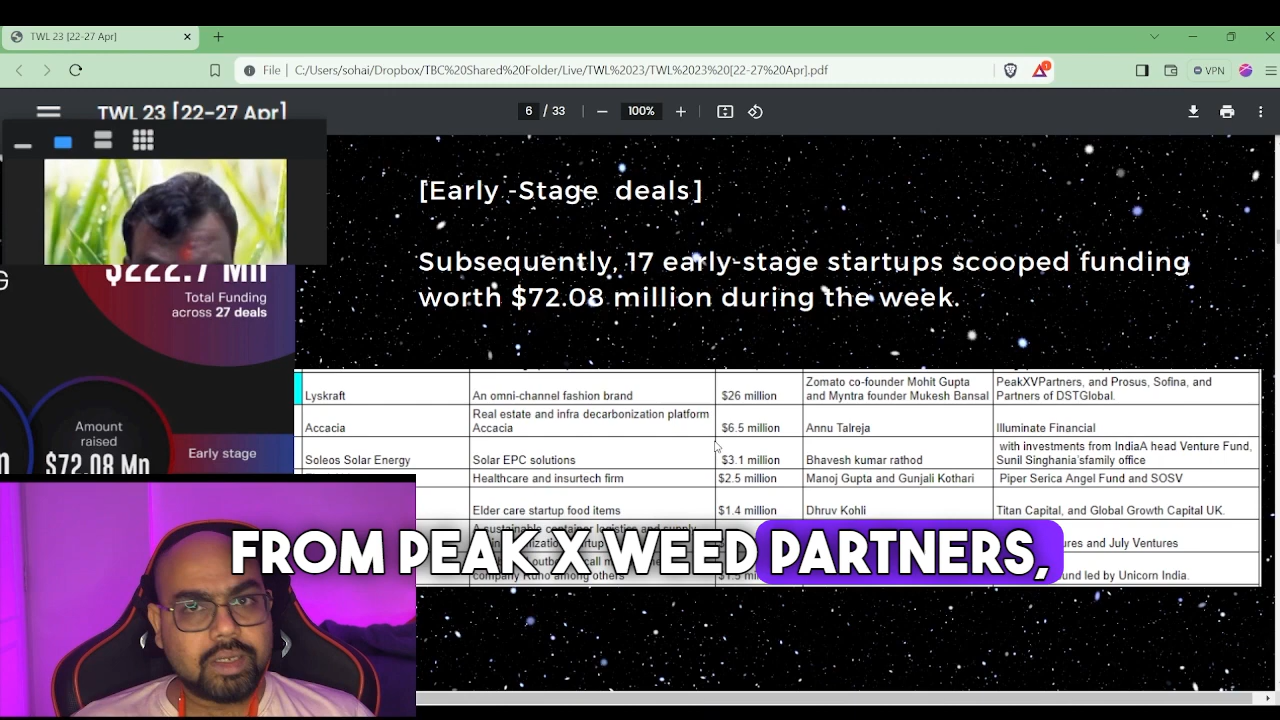 TWL 23 [22-27 Apr]
File | C:/Users/sohai/Dropbox/TBC%20Shared%20Folder/Live/TWL%2023/TWL%2023%20[22-27%20Apr].pdf
VPN
TWL 23 [22-27 Apr]
6 / 33
100%
[Early -Stage deals]
Subsequently, 17 early-stage startups scooped funding
worth $72.08 million during the week.
$222.7 Mn
Total Funding
across 27 deals
Amount
raised
$72.08 Mn
Early stage
Lyskraft
An omni-channel fashion brand
$26 million
Zomato co-founder Mohit Gupta
and Myntra founder Mukesh Bansal
PeakXVPartners, and Prosus, Sofina, and
Partners of DSTGlobal.
Accacia
Real estate and infra decarbonization platform
Accacia
$6.5 million
Annu Talreja
Illuminate Financial
Soleos Solar Energy
Solar EPC solutions
$3.1 million
Bhavesh kumar rathod
with investments from IndiaA head Venture Fund,
Sunil Singhania'sfamily office
Healthcare and insurtech firm
$2.5 million
Manoj Gupta and Gunjali Kothari
Piper Serica Angel Fund and SOSV
Elder care startup food items
$1.4 million
Dhruv Kohli
Titan Capital, and Global Growth Capital UK.
and July Ventures
led by Unicorn India.
FROM PEAK X WEED PARTNERS,